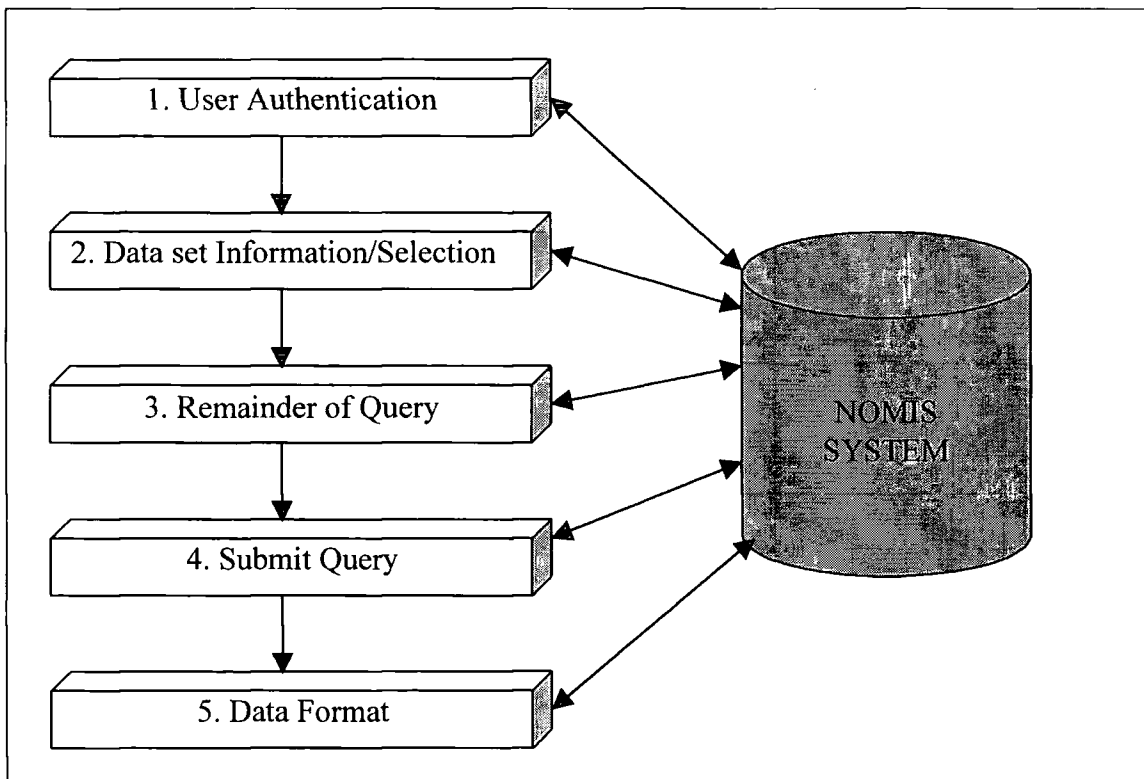 1. User Authentication
2. Data set Information/Selection
3. Remainder of Query
4. Submit Query
5. Data Format
NOMIS
SYSTEM